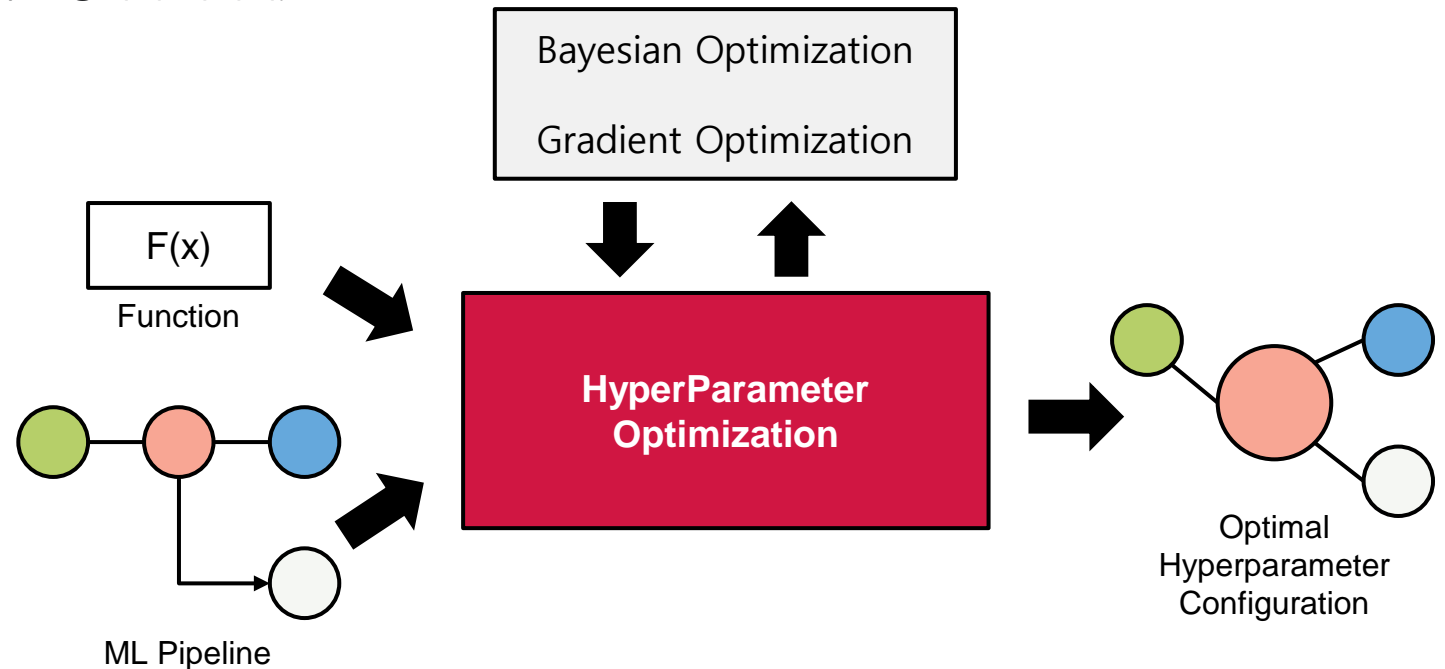 Bayesian Optimization
Gradient Optimization
F(x)
Function
HyperParameter
Optimization
ML Pipeline
Optimal
Hyperparameter
Configuration